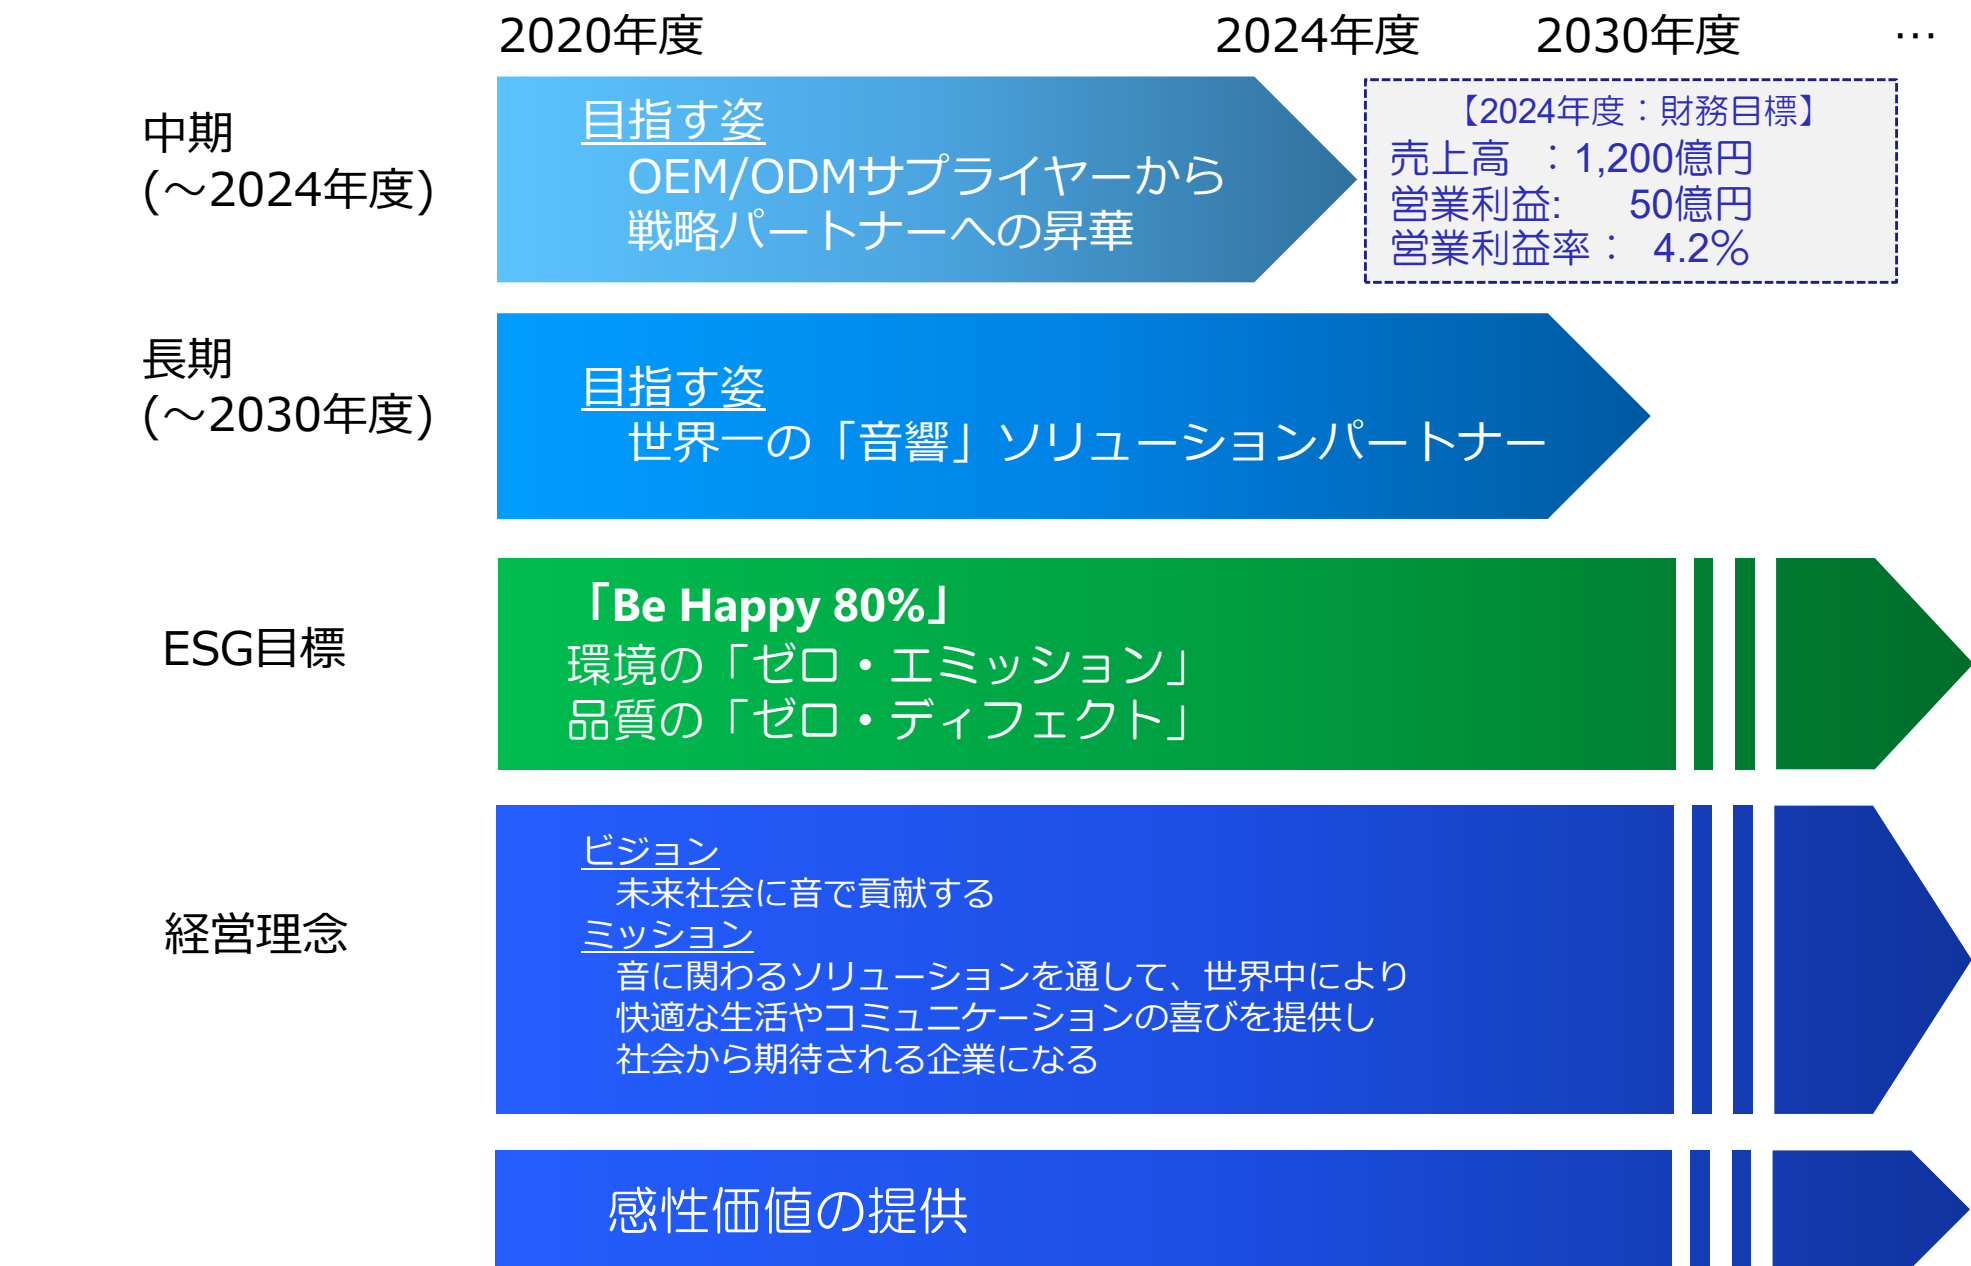 2020年度 2024年度 2030年度 …
中期
(～2024年度)
目指す姿
OEM/ODMサプライヤーから
戦略パートナーへの昇華
【2024年度：財務目標】
売上高 ：1,200億円
営業利益: 50億円
営業利益率： 4.2％
長期
(～2030年度)
目指す姿
世界一の「音響」ソリューションパートナー
ESG目標
「Be Happy 80%」
環境の「ゼロ・エミッション」
品質の「ゼロ・ディフェクト」
経営理念
ビジョン
未来社会に音で貢献する
ミッション
音に関わるソリューションを通して、世界中により
快適な生活やコミュニケーションの喜びを提供し
社会から期待される企業になる
感性価値の提供